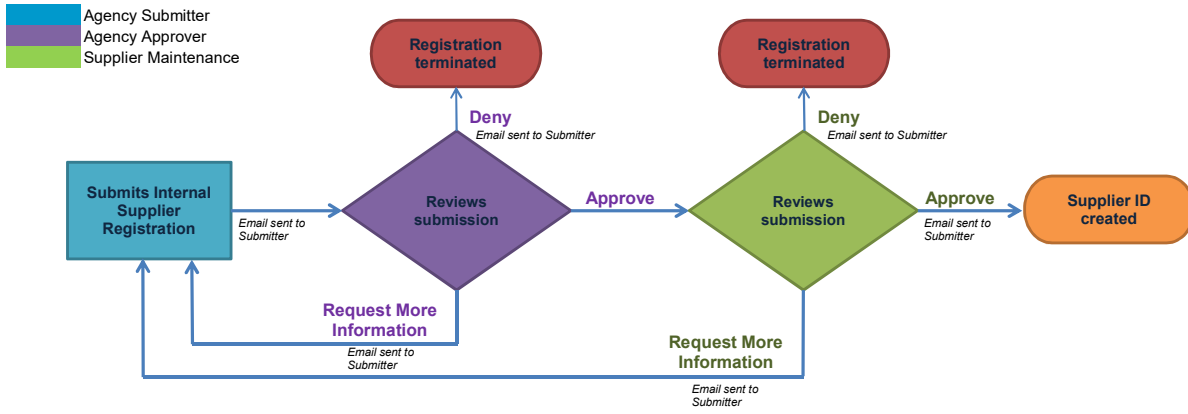 Agency Submitter
Agency Approver
Supplier Maintenance
Registration
terminated
Registration
terminated
Deny
Email sent to Submitter
Deny
Email sent to Submitter
Submits Internal
Supplier
Registration
Email sent to
Submitter
Reviews
submission
Approve
Reviews
submission
Approve
Email sent to
Submitter
Supplier ID
created
Request More
Information
Email sent to
Submitter
Request More
Information
Email sent to
Submitter